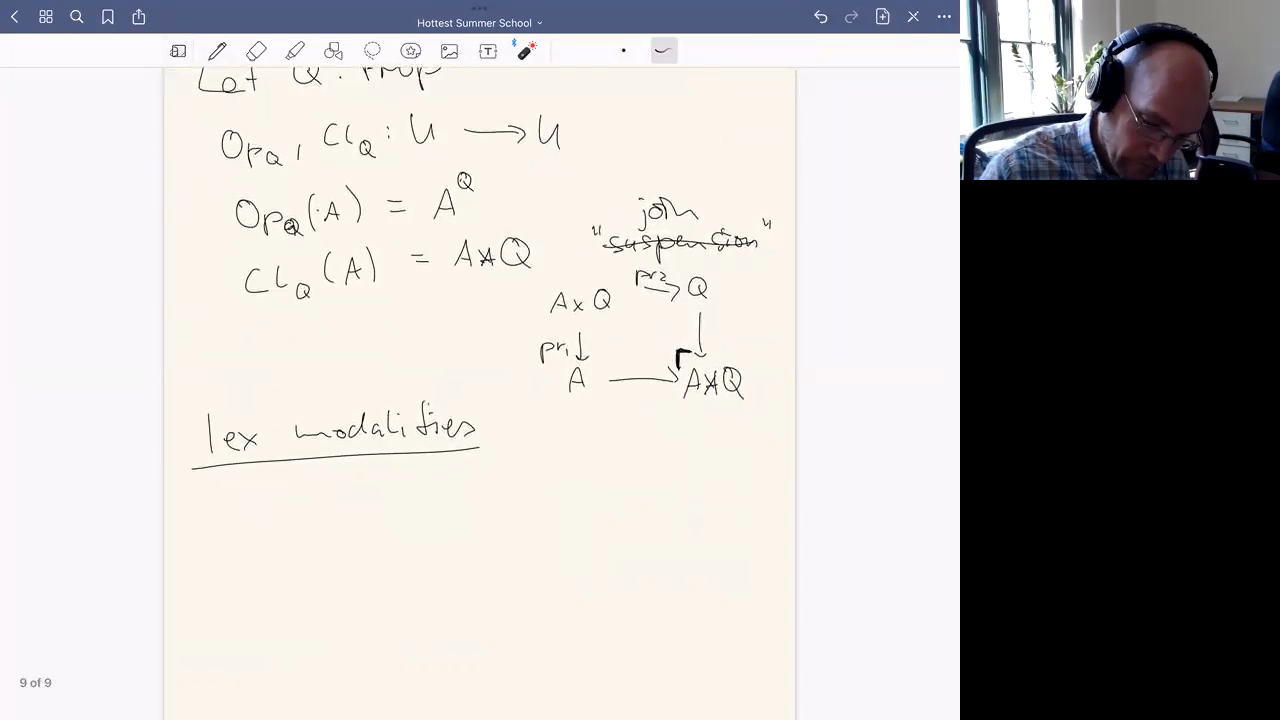 Hottest Summer School
Let Q : Prop
Op_Q, Cl_Q : U → U
Op_Q(A) = A^Q
Cl_Q(A) = A★Q
join
"suspension"
A × Q pr₂ → Q
pr₁ ↓ ↓
A → A★Q
lex modalities
9 of 9